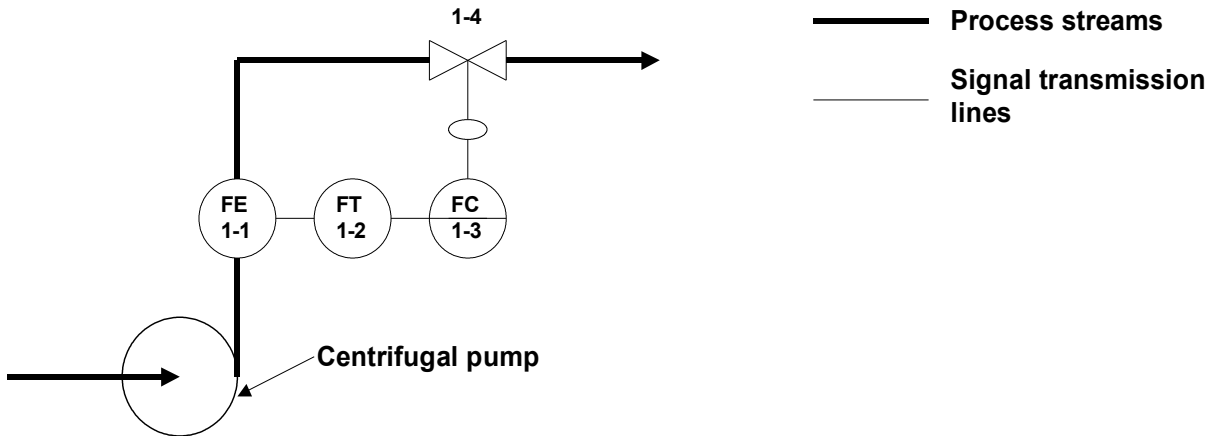 1-4
Process streams
Signal transmission
lines
FE
1-1
FT
1-2
FC
1-3
Centrifugal pump